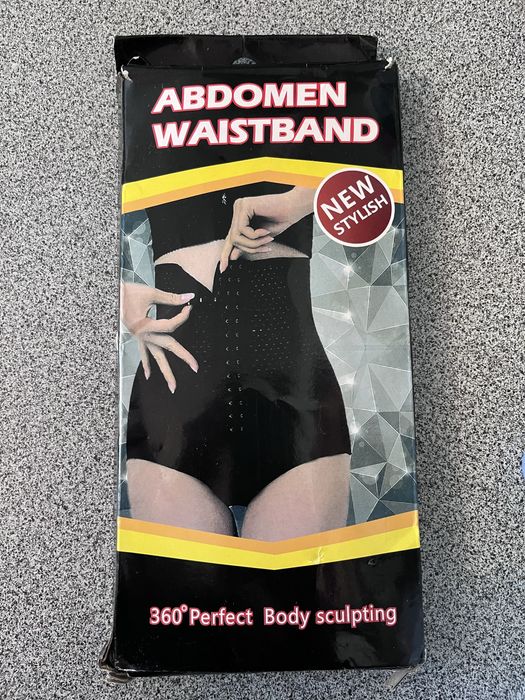 ABDOMEN
WAISTBAND
NEW
STYLISH
360° Perfect Body sculpting